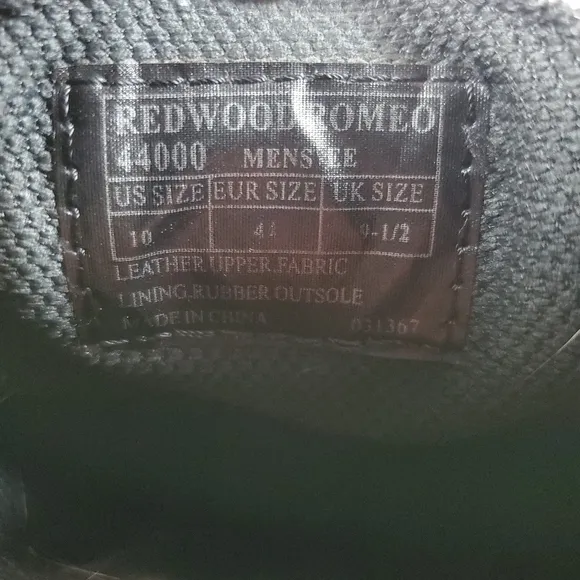 REDWOOD ROMEO
44000 MENS EE
US SIZE EUR SIZE UK SIZE
10 9-1/2
LEATHER UPPER.FABRIC
LINING.RUBBER OUTSOLE
MADE IN CHINA 031367